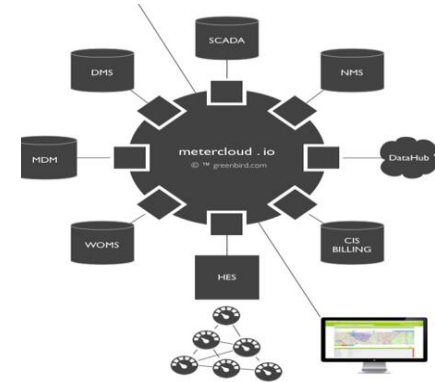 SCADA
DMS
NMS
metercloud . io
© ™ greenbird.com
MDM
DataHub
WOMS
CIS
BILLING
HES